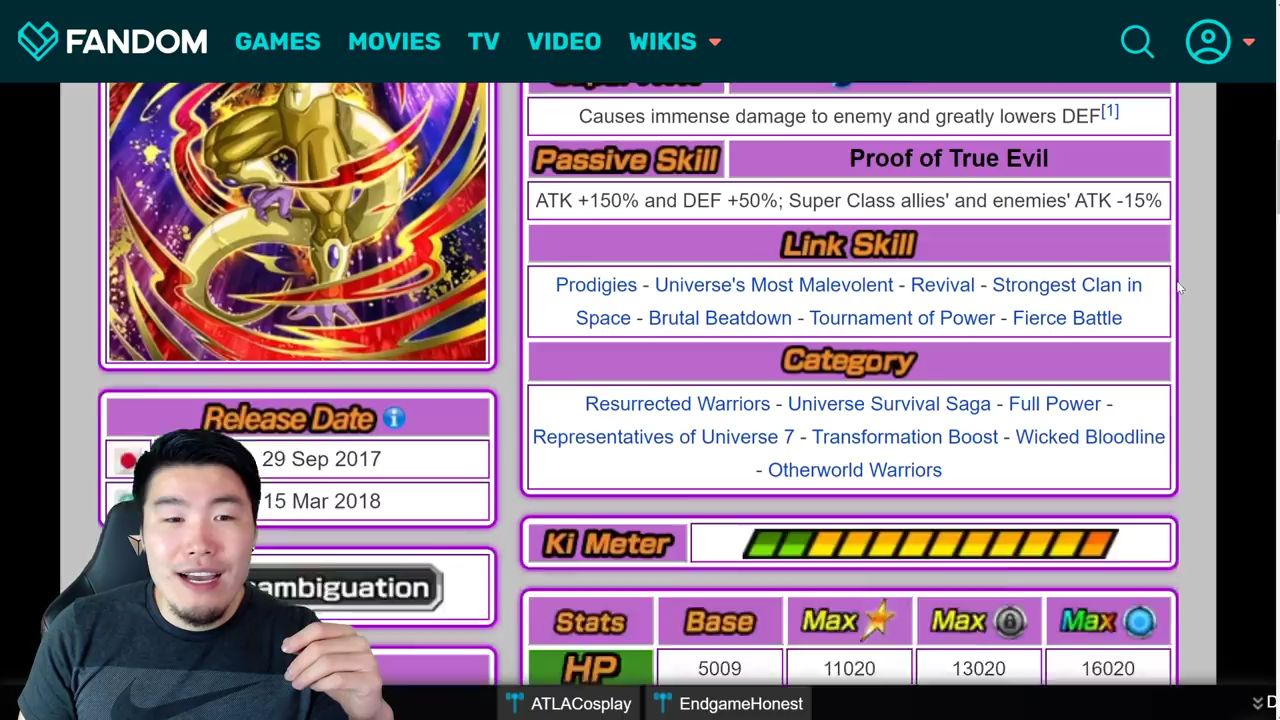 FANDOM GAMES MOVIES TV VIDEO WIKIS
Causes immense damage to enemy and greatly lowers DEF[1]
Passive Skill Proof of True Evil
ATK +150% and DEF +50%; Super Class allies' and enemies' ATK -15%
Link Skill
Prodigies - Universe's Most Malevolent - Revival - Strongest Clan in
Space - Brutal Beatdown - Tournament of Power - Fierce Battle
Category
Resurrected Warriors - Universe Survival Saga - Full Power -
Representatives of Universe 7 - Transformation Boost - Wicked Bloodline
- Otherworld Warriors
Release Date
29 Sep 2017
15 Mar 2018
ambiguation
Ki Meter
Stats Base Max Max Max
HP 5009 11020 13020 16020
ATLACosplay EndgameHonest